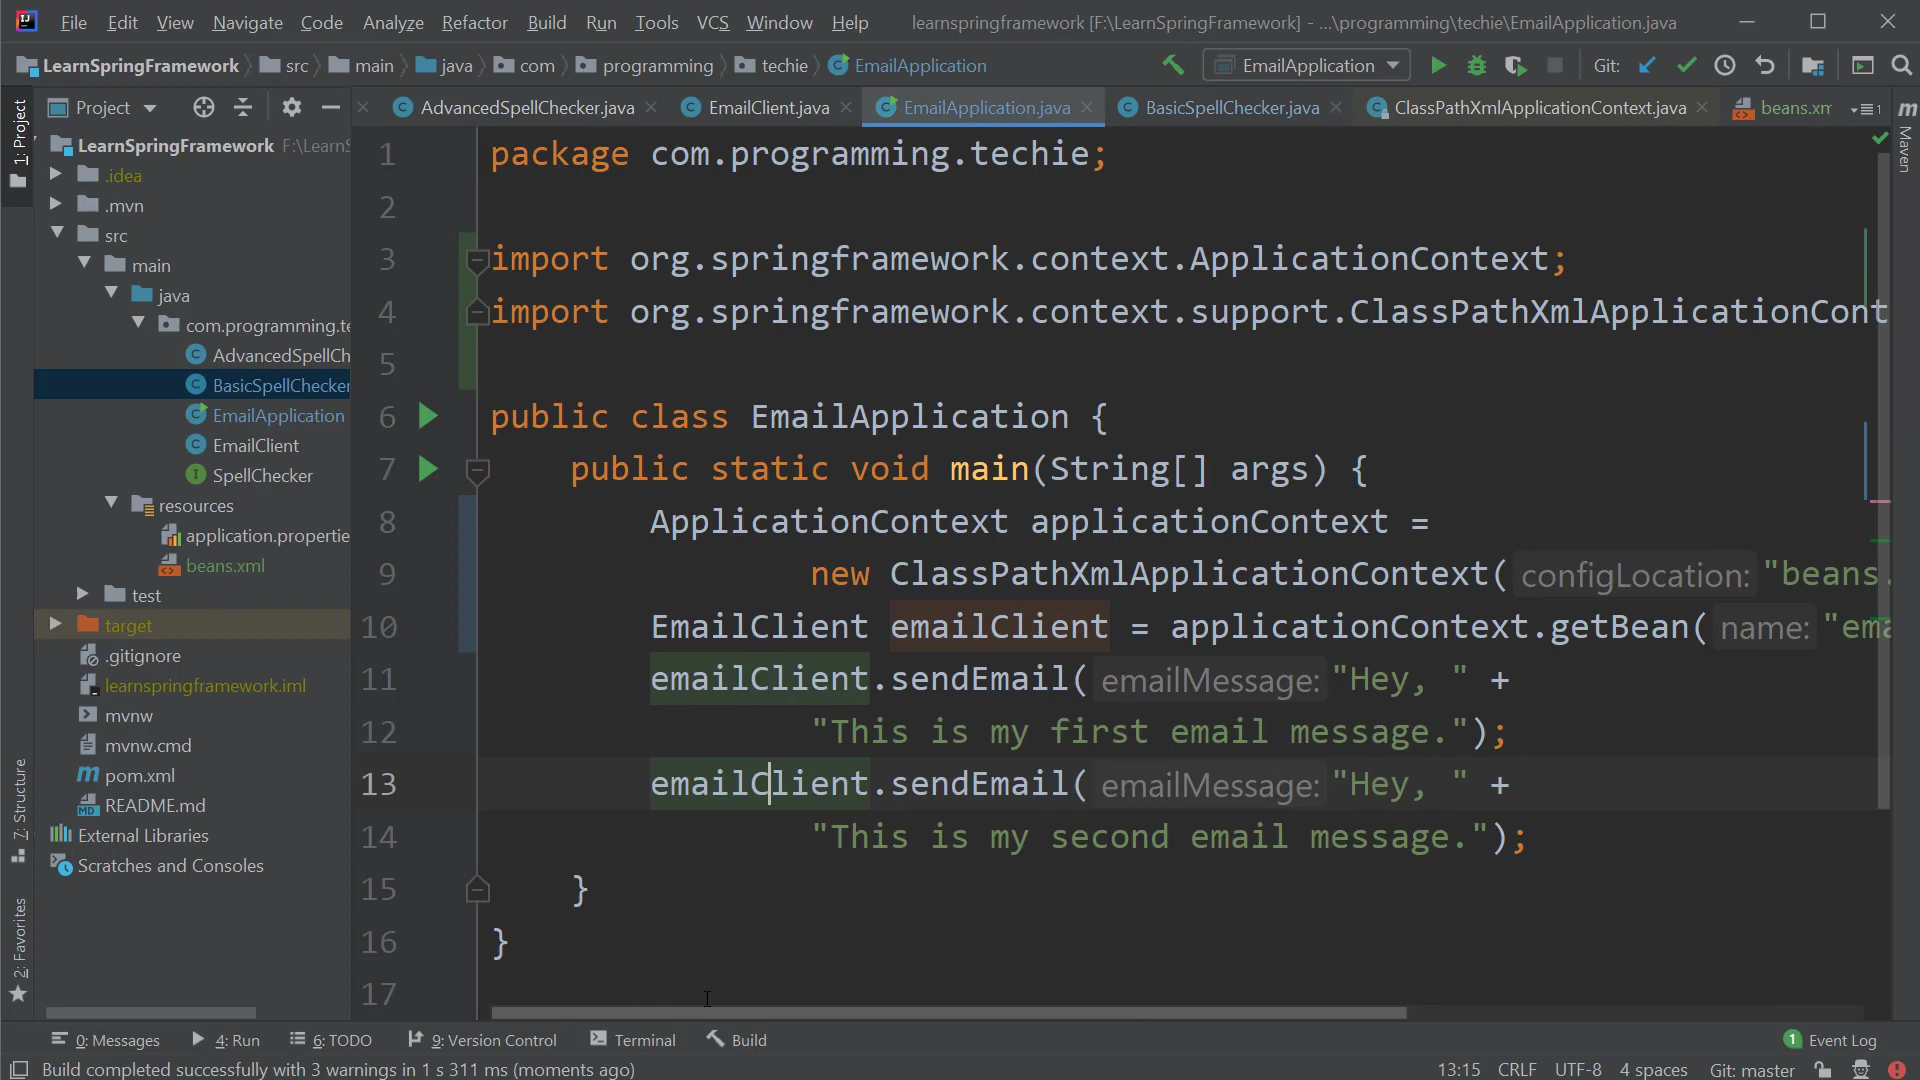 File Edit View Navigate Code Analyze Refactor Build Run Tools VCS Window Help learnspringframework [F:\LearnSpringFramework] - ...\programming\techie\EmailApplication.java
LearnSpringFramework src main java com programming techie EmailApplication EmailApplication Git:
Project AdvancedSpellChecker.java EmailClient.java EmailApplication.java BasicSpellChecker.java ClassPathXmlApplicationContext.java beans.xm 1
1: Project
Maven
7: Structure
2: Favorites
LearnSpringFramework F:\LearnS
.idea
.mvn
src
main
java
com.programming.te
AdvancedSpellCh
BasicSpellChecker
EmailApplication
EmailClient
SpellChecker
resources
application.propertie
beans.xml
test
target
.gitignore
learnspringframework.iml
mvnw
mvnw.cmd
pom.xml
README.md
External Libraries
Scratches and Consoles
1 package com.programming.techie;
2
3 import org.springframework.context.ApplicationContext;
4 import org.springframework.context.support.ClassPathXmlApplicationCont
5
6 public class EmailApplication {
7 public static void main(String[] args) {
8 ApplicationContext applicationContext =
9 new ClassPathXmlApplicationContext( configLocation: "beans.
10 EmailClient emailClient = applicationContext.getBean( name: "ema
11 emailClient.sendEmail( emailMessage: "Hey, " +
12 "This is my first email message.");
13 emailClient.sendEmail( emailMessage: "Hey, " +
14 "This is my second email message.");
15 }
16 }
17
0: Messages 4: Run 6: TODO 9: Version Control Terminal Build 1 Event Log
Build completed successfully with 3 warnings in 1 s 311 ms (moments ago) 13:15 CRLF UTF-8 4 spaces Git: master